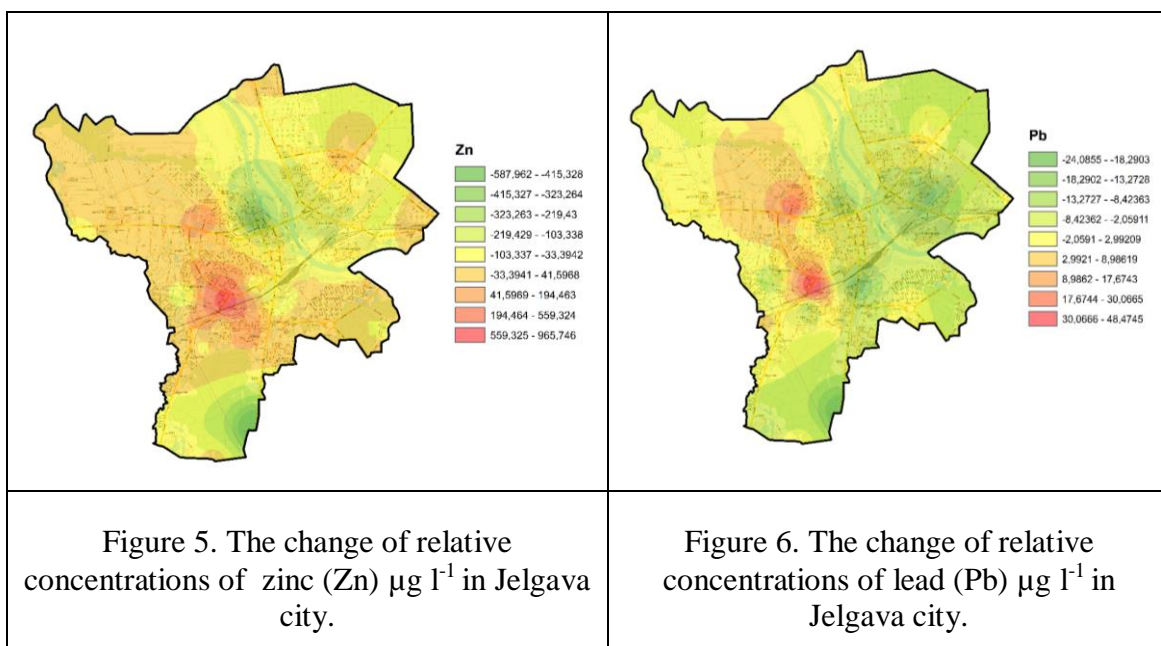 Zn
-587,962 - -415,328
-415,327 - -323,264
-323,263 - -219,43
-219,429 - -103,338
-103,337 - -33,3942
-33,3941 - 41,5968
41,5969 - 194,463
194,464 - 559,324
559,325 - 965,746
Pb
-24,0855 - -18,2903
-18,2902 - -13,2728
-13,2727 - -8,42363
-8,42362 - -2,05911
-2,0591 - 2,99209
2,9921 - 8,98619
8,9862 - 17,6743
17,6744 - 30,0665
30,0666 - 48,4745
Figure 5. The change of relative
concentrations of zinc (Zn) µg l⁻¹ in Jelgava
city.
Figure 6. The change of relative
concentrations of lead (Pb) µg l⁻¹ in
Jelgava city.